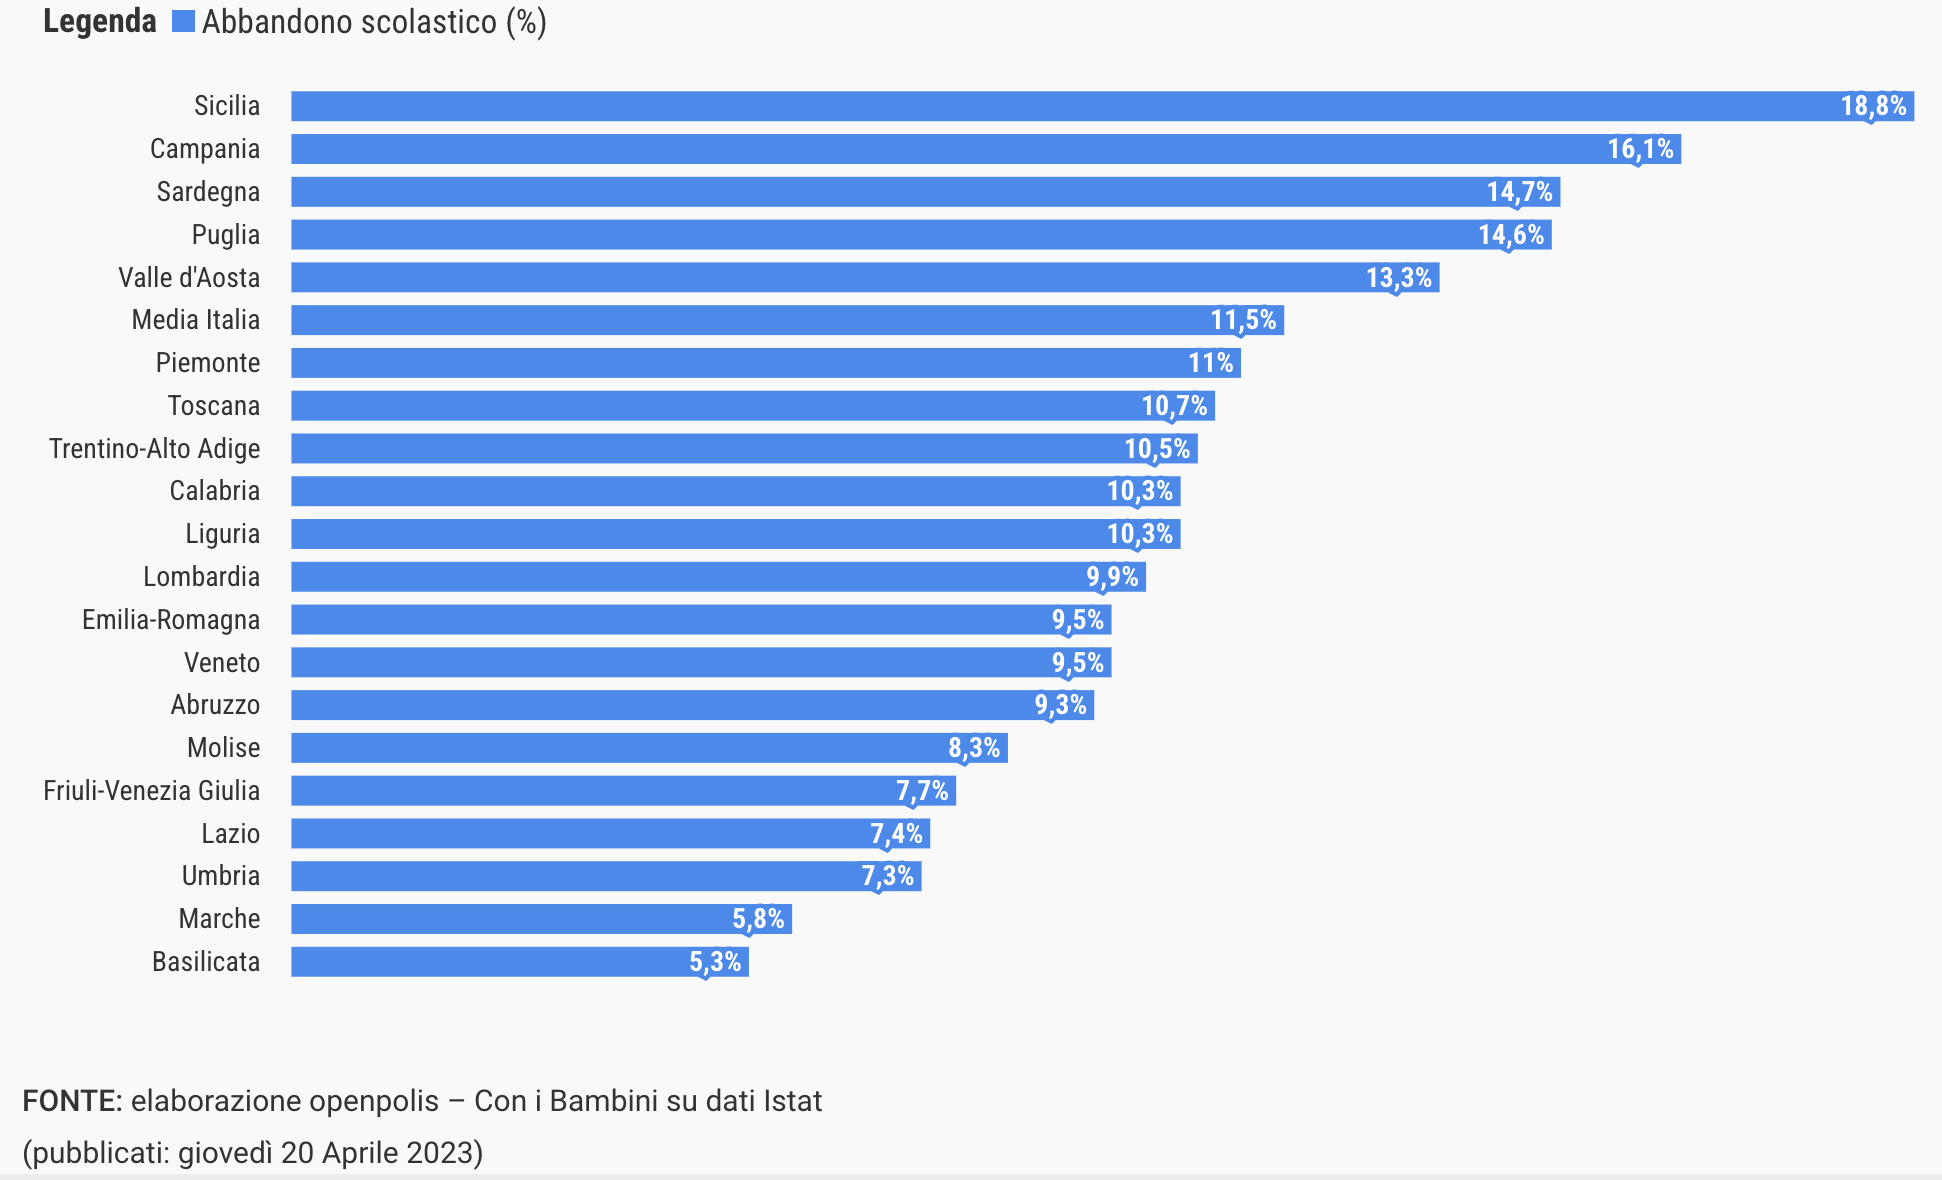 Legenda Abbandono scolastico (%)
Sicilia 18,8%
Campania 16,1%
Sardegna 14,7%
Puglia 14,6%
Valle d'Aosta 13,3%
Media Italia 11,5%
Piemonte 11%
Toscana 10,7%
Trentino-Alto Adige 10,5%
Calabria 10,3%
Liguria 10,3%
Lombardia 9,9%
Emilia-Romagna 9,5%
Veneto 9,5%
Abruzzo 9,3%
Molise 8,3%
Friuli-Venezia Giulia 7,7%
Lazio 7,4%
Umbria 7,3%
Marche 5,8%
Basilicata 5,3%
FONTE: elaborazione openpolis – Con i Bambini su dati Istat
(pubblicati: giovedì 20 Aprile 2023)